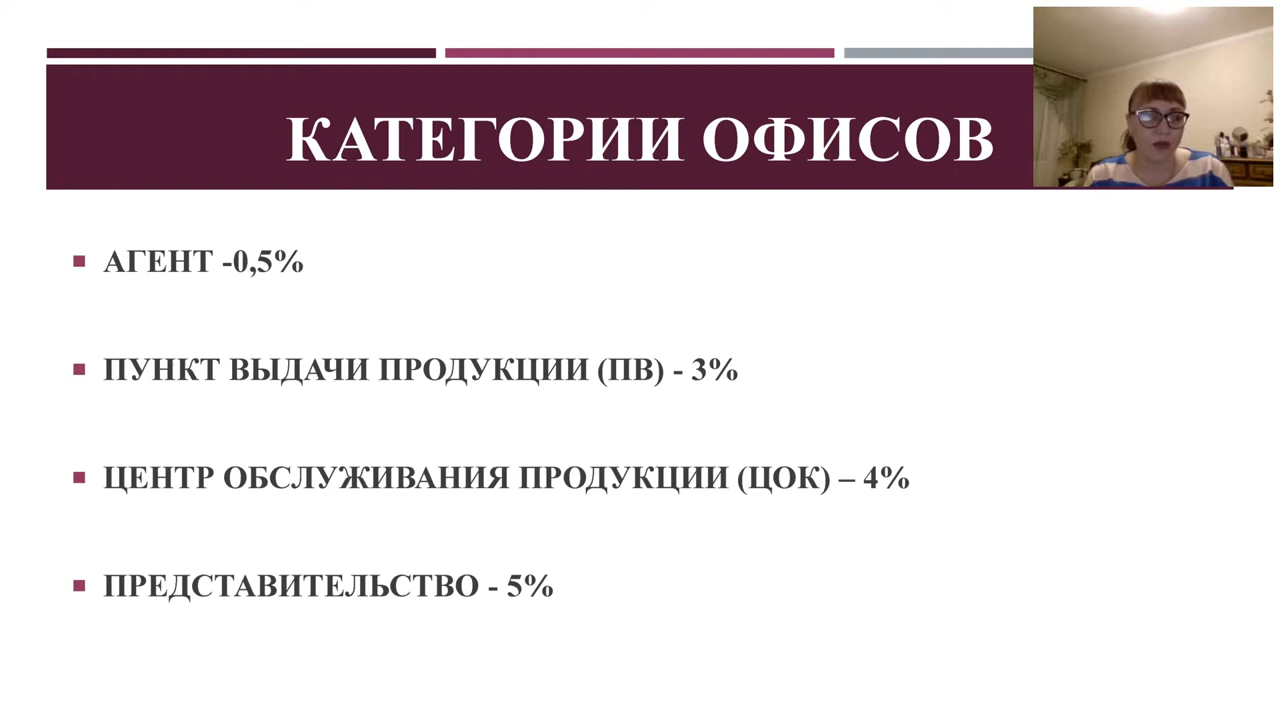 КАТЕГОРИИ ОФИСОВ
АГЕНТ -0,5%
ПУНКТ ВЫДАЧИ ПРОДУКЦИИ (ПВ) - 3%
ЦЕНТР ОБСЛУЖИВАНИЯ ПРОДУКЦИИ (ЦОК) – 4%
ПРЕДСТАВИТЕЛЬСТВО - 5%